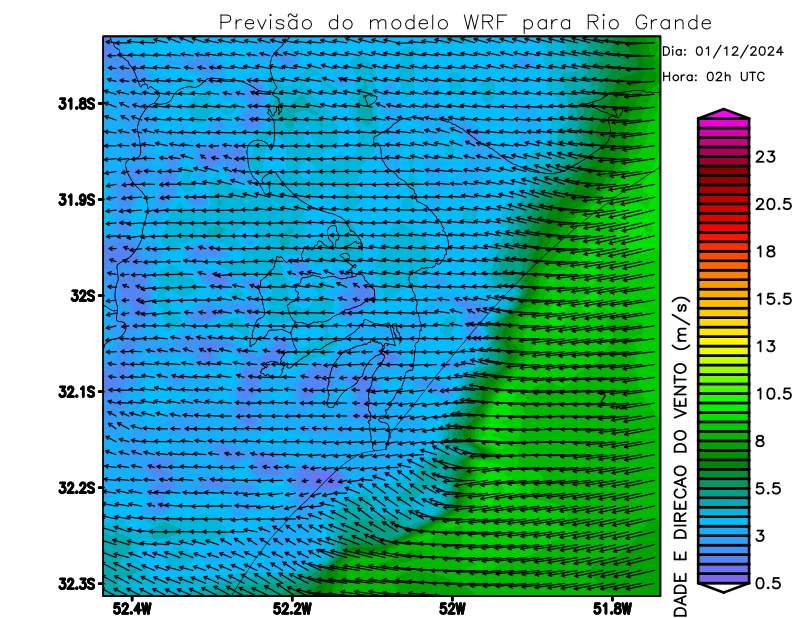 Previsão do modelo WRF para Rio Grande
Dia: 01/12/2024
Hora: 02h UTC
31.8S
31.9S
32S
32.1S
32.2S
32.3S
52.4W
52.2W
52W
51.8W
23
20.5
18
15.5
13
10.5
8
5.5
3
0.5
DADE E DIRECAO DO VENTO (m/s)